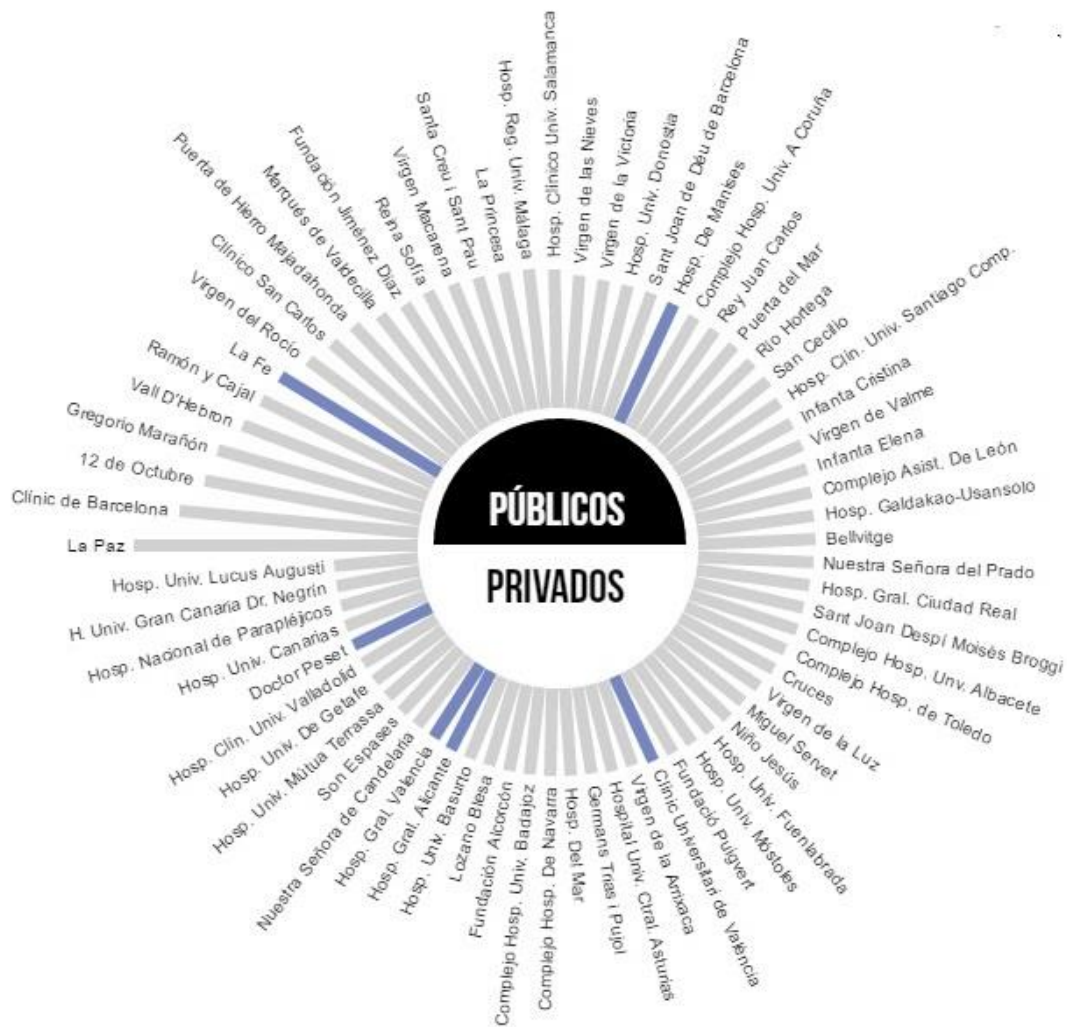 La Paz
Clínic de Barcelona
12 de Octubre
Gregorio Marañón
Vall D'Hebron
Ramón y Cajal
La Fe
Virgen del Rocío
Clínico San Carlos
Puerta de Hierro Majadahonda
Marqués de Valdecilla
Fundación Jiménez Díaz
Reina Sofía
Virgen Macarena
Santa Creu i Sant Pau
La Princesa
Hosp. Reg. Univ. Málaga
Hosp. Clínico Univ. Salamanca
Virgen de las Nieves
Virgen de la Victoria
Hosp. Univ. Donostia
Sant Joan de Déu de Barcelona
Hosp. De Manises
Complejo Hosp. Univ. A Coruña
Rey Juan Carlos
Puerta del Mar
Río Hortega
San Cecilio
Hosp. Clín. Univ. Santiago Comp.
Infanta Cristina
Virgen de Valme
Infanta Elena
Complejo Asist. De León
Hosp. Galdakao-Usansolo
Bellvitge
Nuestra Señora del Prado
Hosp. Gral. Ciudad Real
Sant Joan Despí Moisés Broggi
Complejo Hosp. Unv. Albacete
Complejo Hosp. de Toledo
Cruces
Virgen de la Luz
Miguel Servet
Niño Jesús
Hosp. Univ. Fuenlabrada
Hosp. Univ. Móstoles
Fundació Puigvert
Clínic Universitari de València
Virgen de la Arrixaca
Hospital Univ. Ctral. Asturias
Germans Trias i Pujol
Hosp. Del Mar
Complejo Hosp. De Navarra
Complejo Hosp. Univ. Badajoz
Fundación Alcorcón
Lozano Blesa
Hosp. Univ. Basurto
Hosp. Gral. Alicante
Hosp. Gral. Valencia
Nuestra Señora de Candelaria
Son Espases
Hosp. Univ. Mútua Terrassa
Hosp. Univ. De Getafe
Hosp. Clín. Univ. Valladolid
Doctor Peset
Hosp. Univ. Canarias
Hosp. Nacional de Parapléjicos
H. Univ. Gran Canaria Dr. Negrín
Hosp. Univ. Lucus Augusti
PÚBLICOS
PRIVADOS